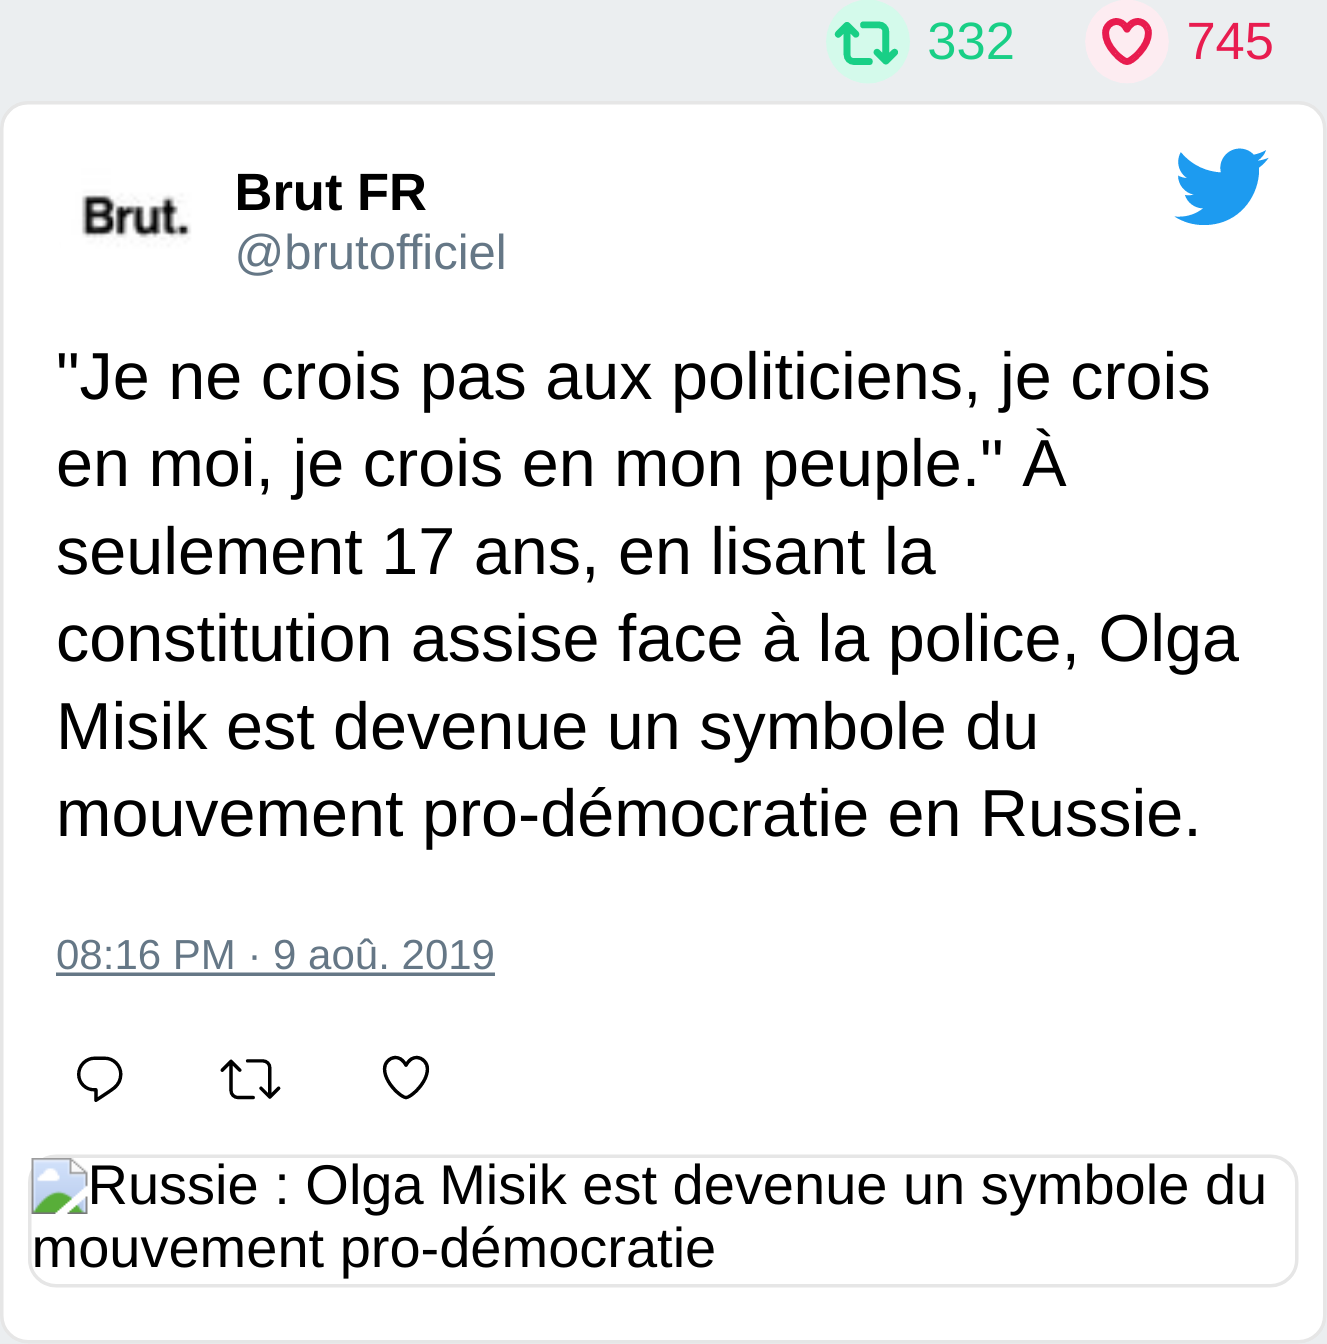 332 745
Brut.
Brut FR
@brutofficiel
"Je ne crois pas aux politiciens, je crois
en moi, je crois en mon peuple." À
seulement 17 ans, en lisant la
constitution assise face à la police, Olga
Misik est devenue un symbole du
mouvement pro-démocratie en Russie.
08:16 PM · 9 aoû. 2019
Russie : Olga Misik est devenue un symbole du
mouvement pro-démocratie